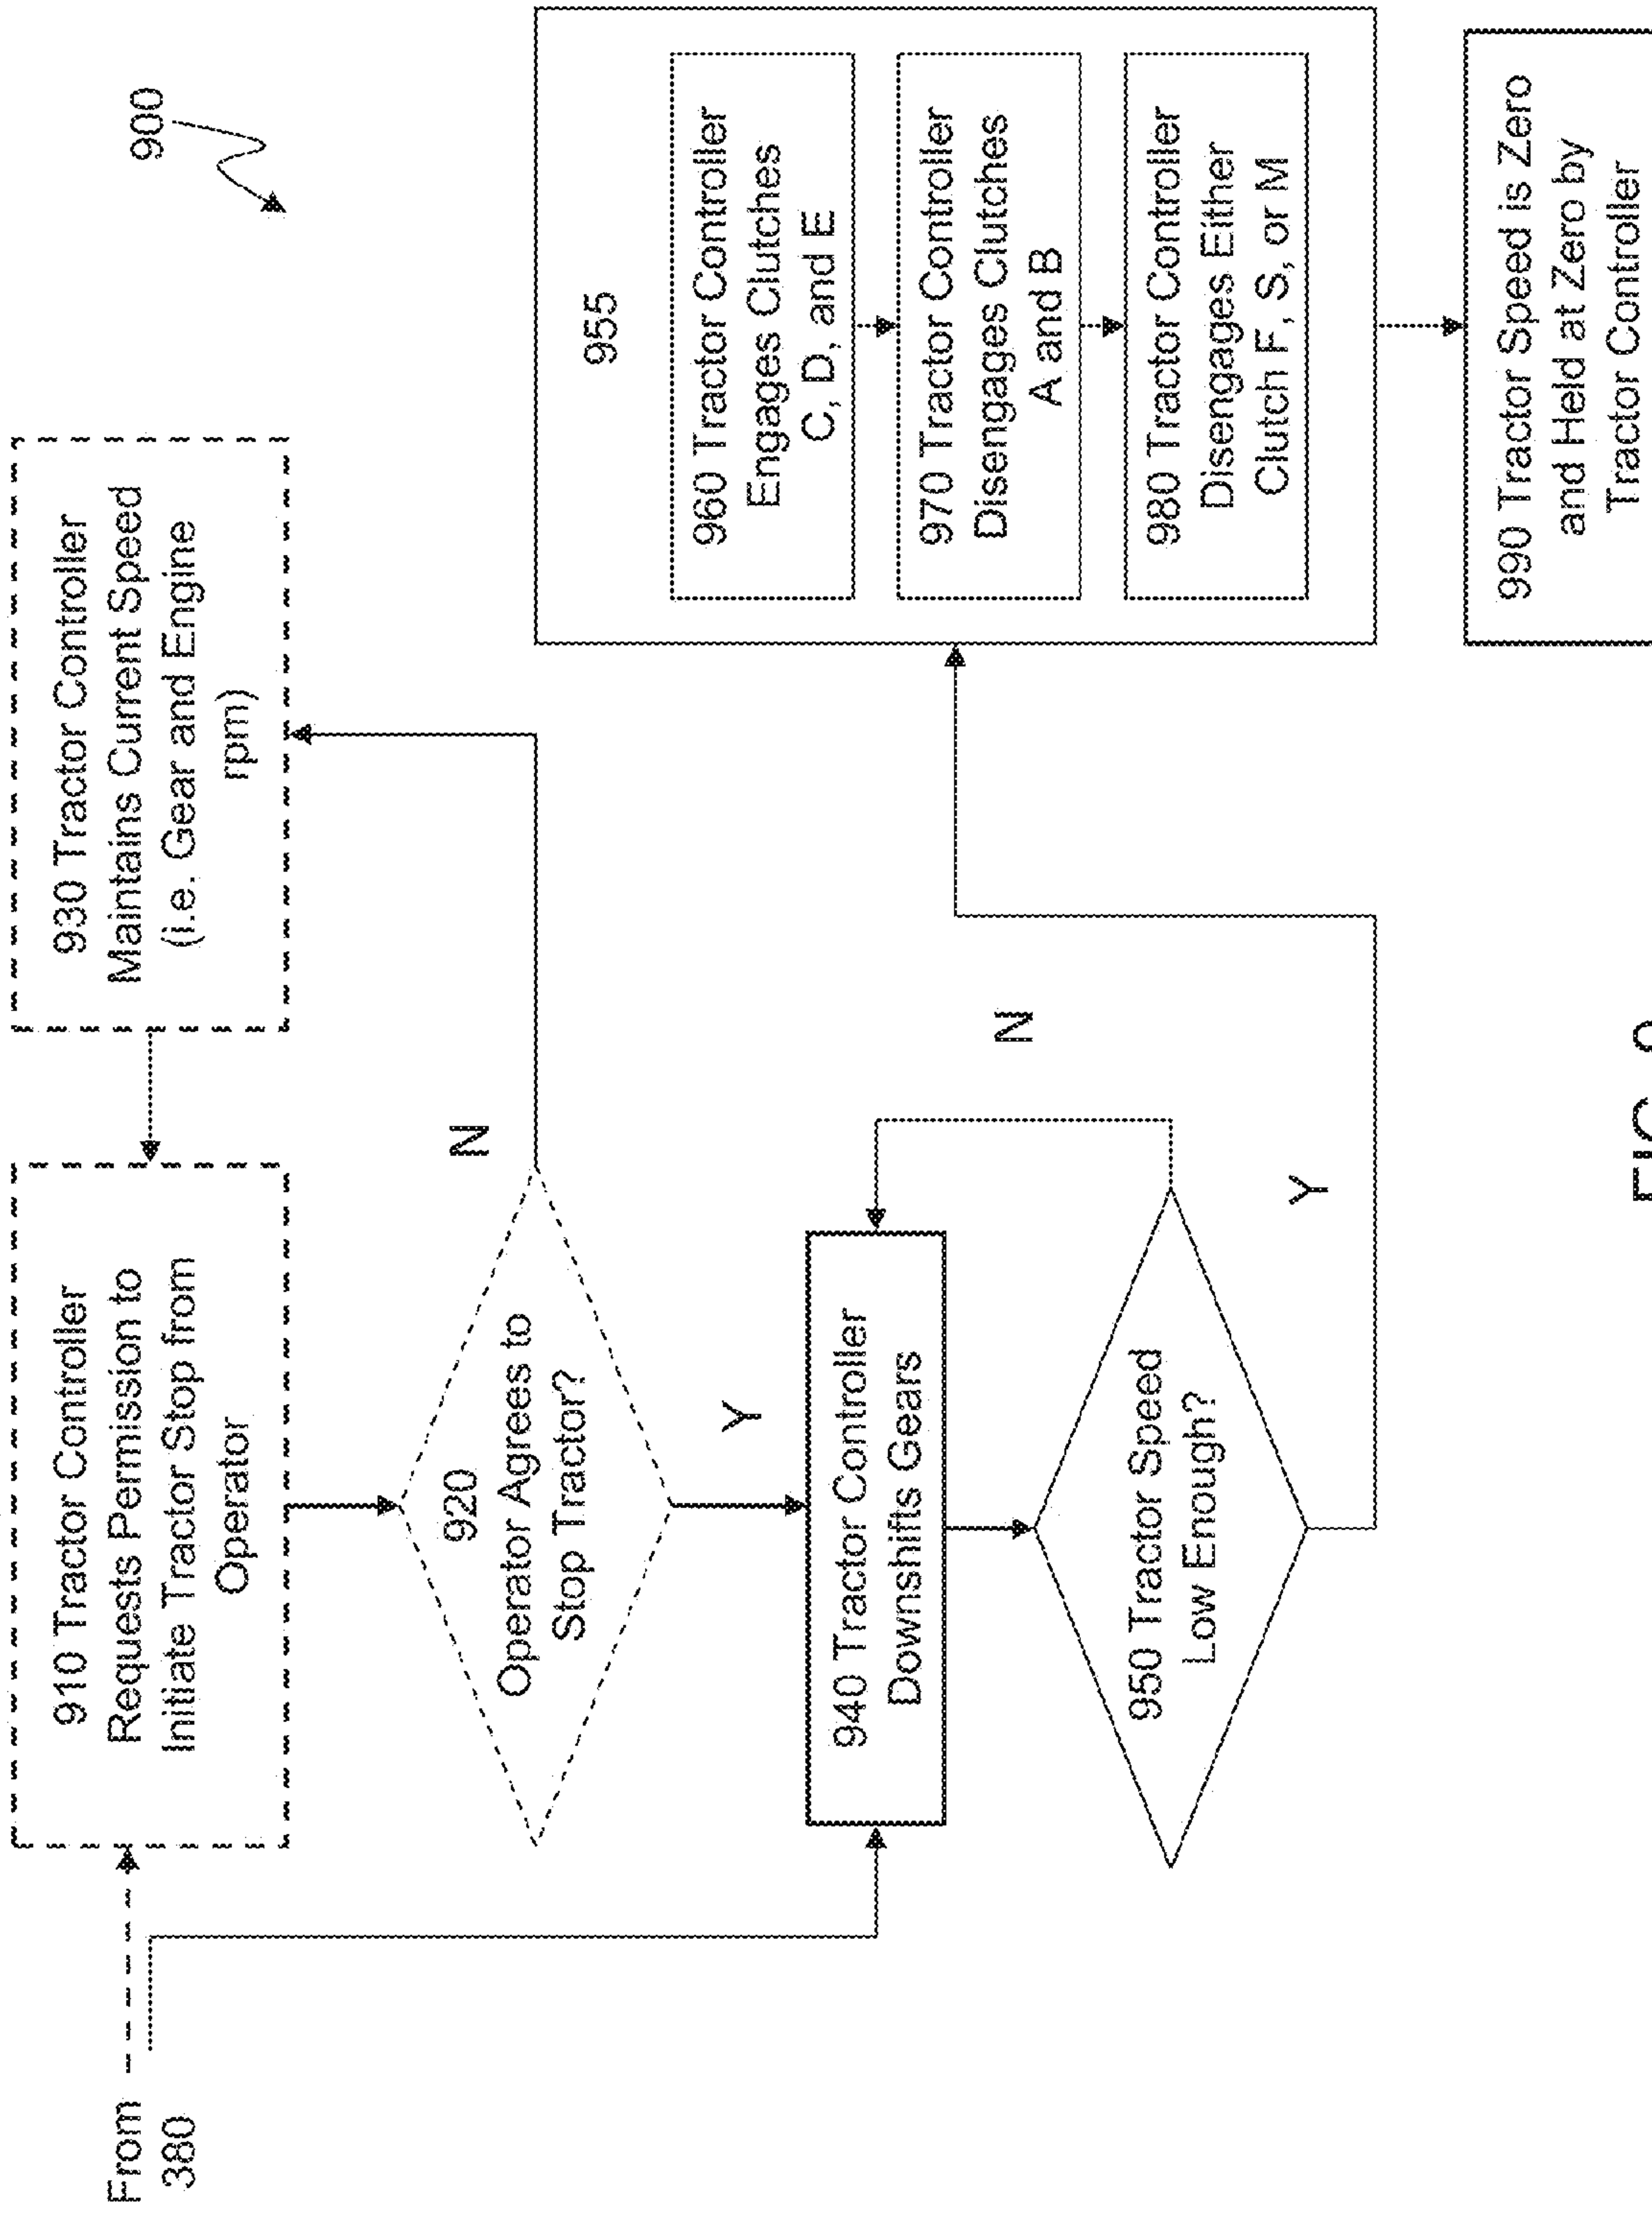 900
From
380
910 Tractor Controller
Requests Permission to
Initiate Tractor Stop from
Operator
930 Tractor Controller
Maintains Current Speed
(i.e. Gear and Engine
rpm)
920
Operator Agrees to
Stop Tractor?
N
Y
940 Tractor Controller
Downshifts Gears
950 Tractor Speed
Low Enough?
N
Y
955
960 Tractor Controller
Engages Clutches
C, D, and E
970 Tractor Controller
Disengages Clutches
A and B
980 Tractor Controller
Disengages Either
Clutch F, S, or M
990 Tractor Speed is Zero
and Held at Zero by
Tractor Controller
FIG.